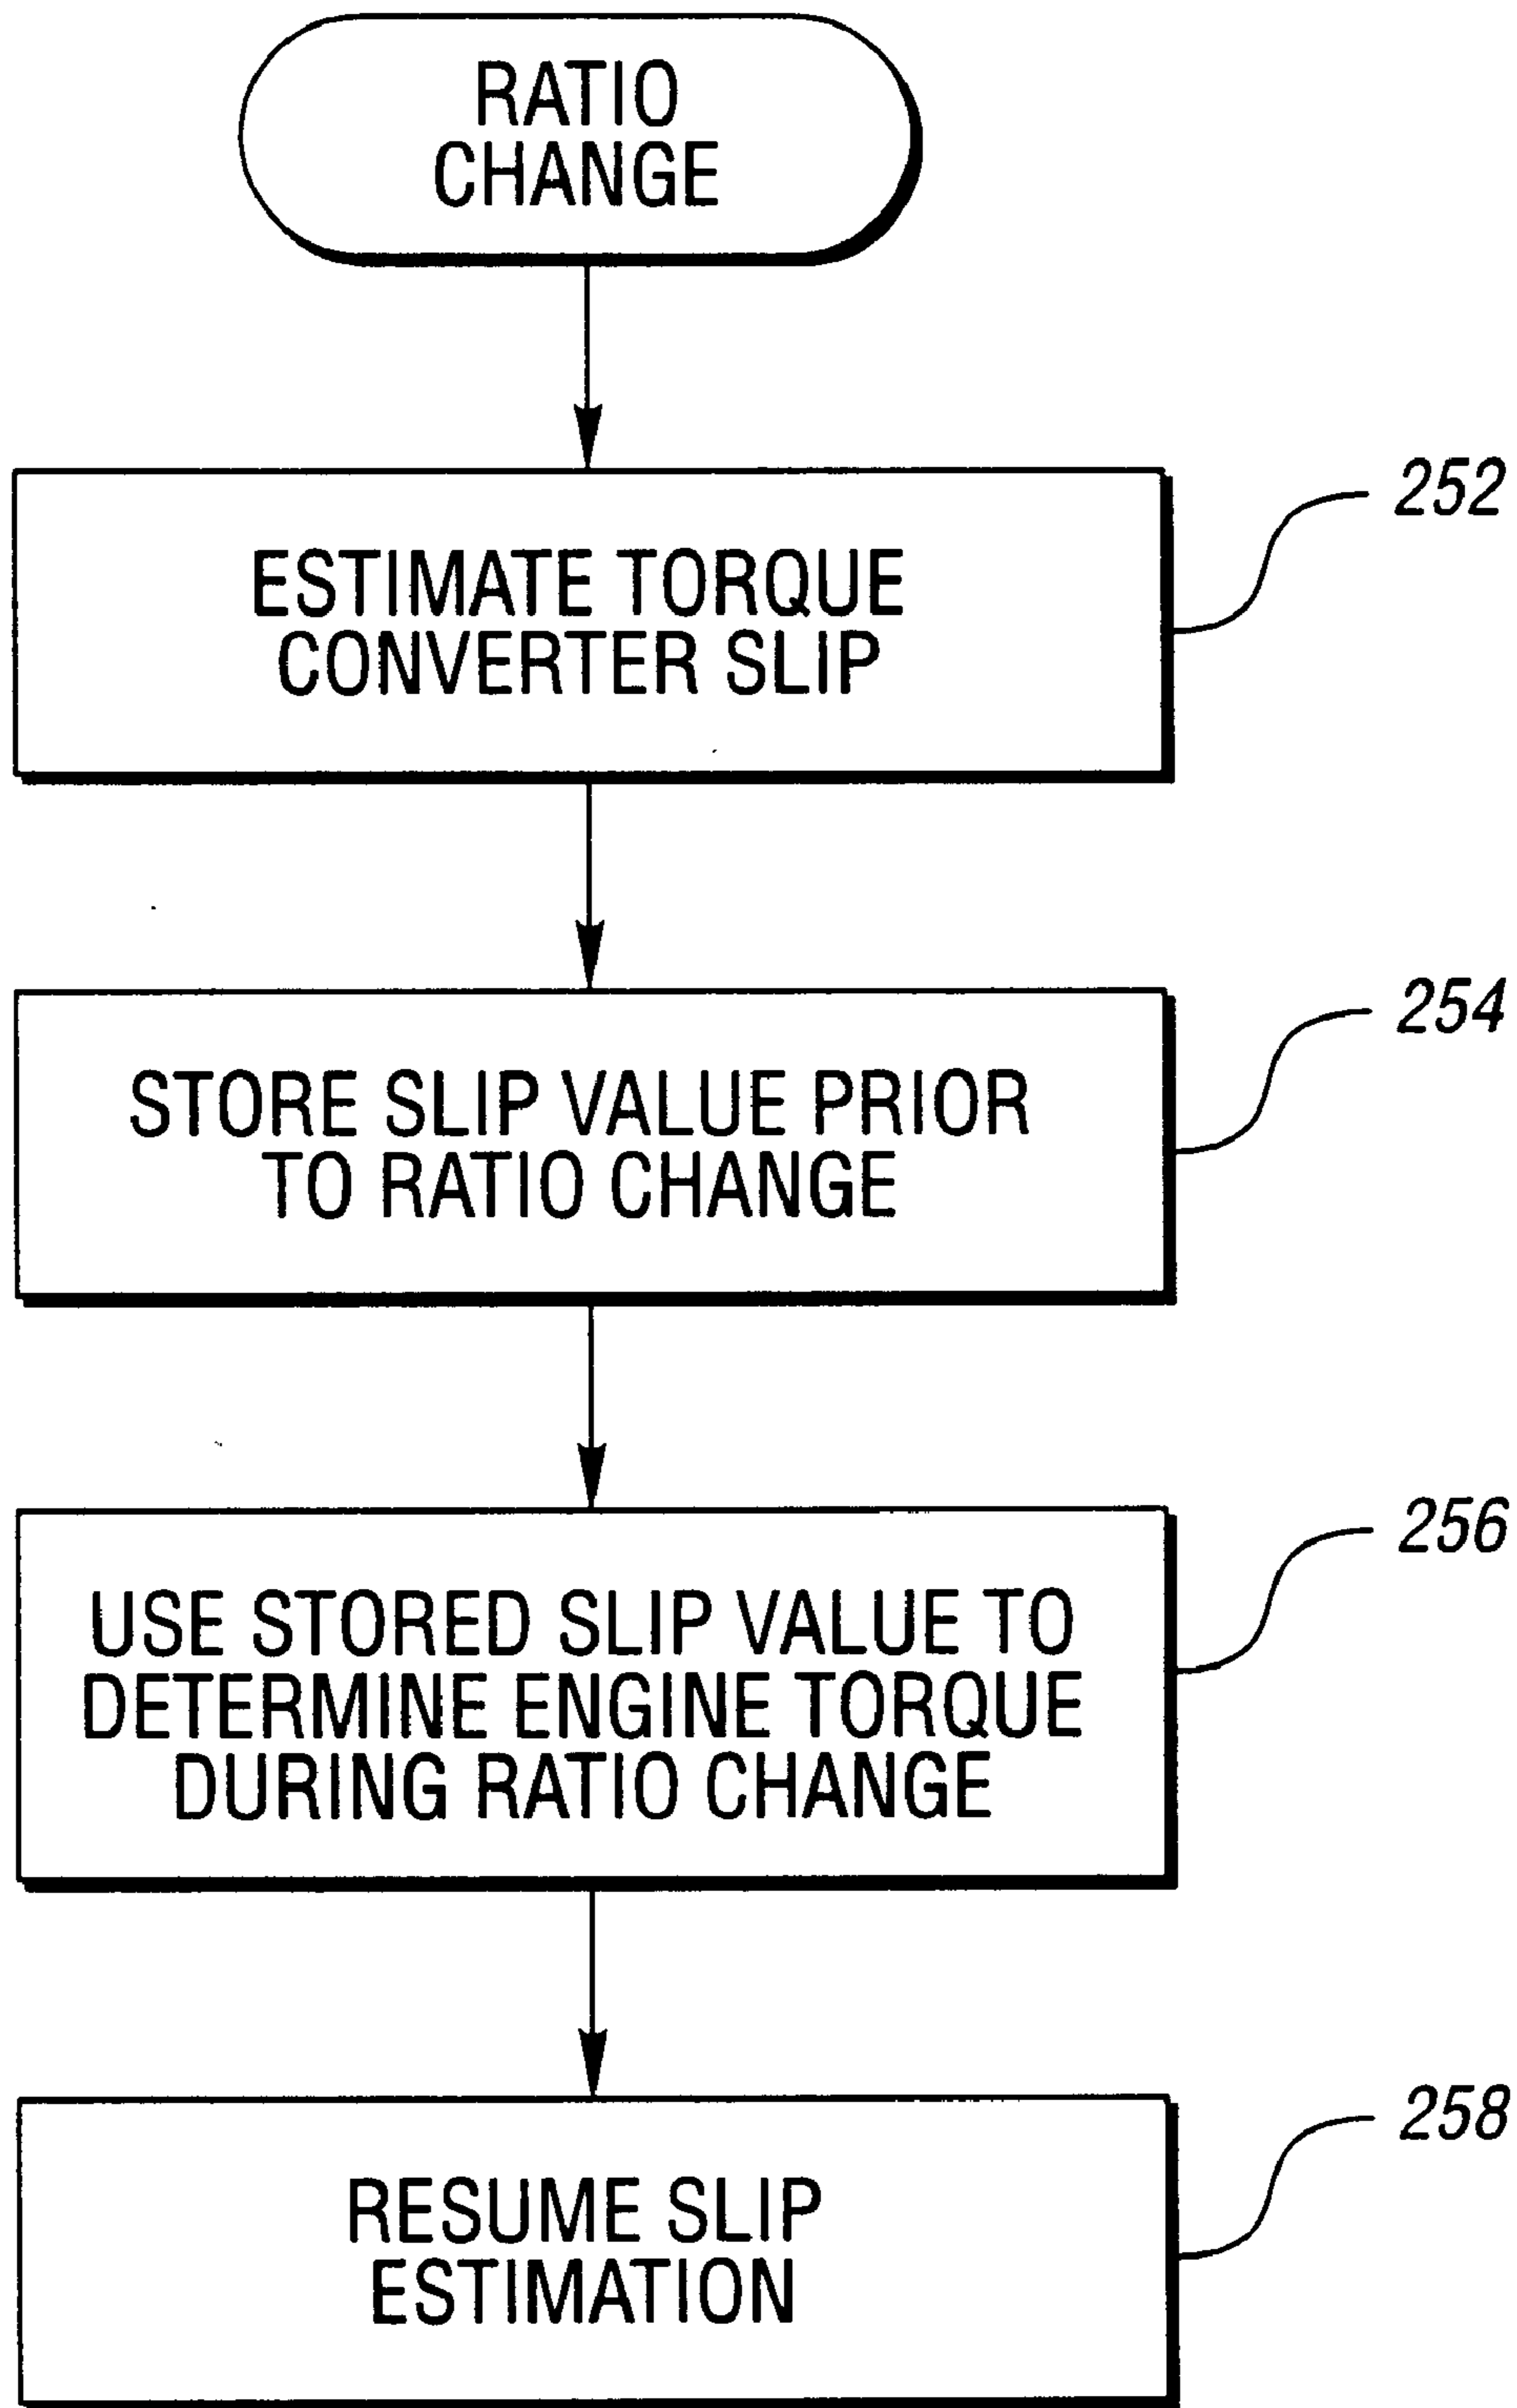 RATIO
CHANGE
252
ESTIMATE TORQUE
CONVERTER SLIP
254
STORE SLIP VALUE PRIOR
TO RATIO CHANGE
256
USE STORED SLIP VALUE TO
DETERMINE ENGINE TORQUE
DURING RATIO CHANGE
258
RESUME SLIP
ESTIMATION